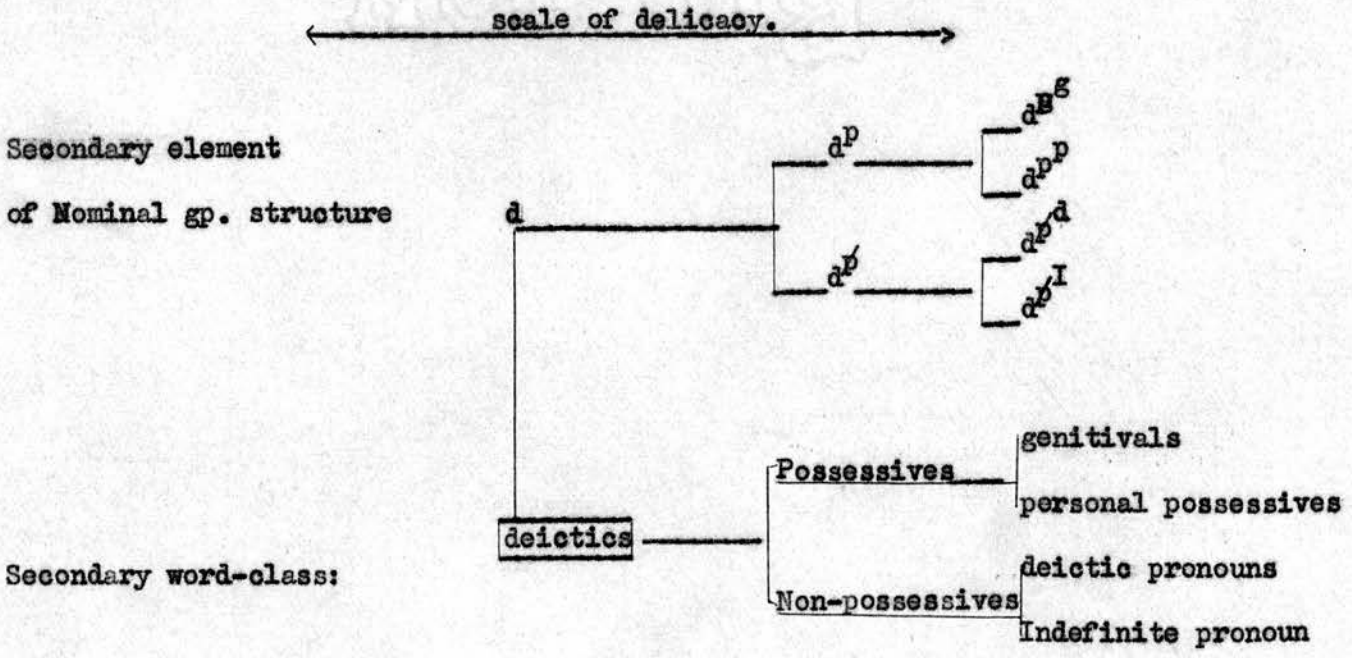 scale of delicacy.
d^p^g
Secondary element
d^p
d^p^p
of Nominal gp. structure
d
d^p̸^d
d^p̸
d^p̸^I
genitivals
Possessives
personal possessives
deictics
Secondary word-class:
deictic pronouns
Non-possessives
Indefinite pronoun